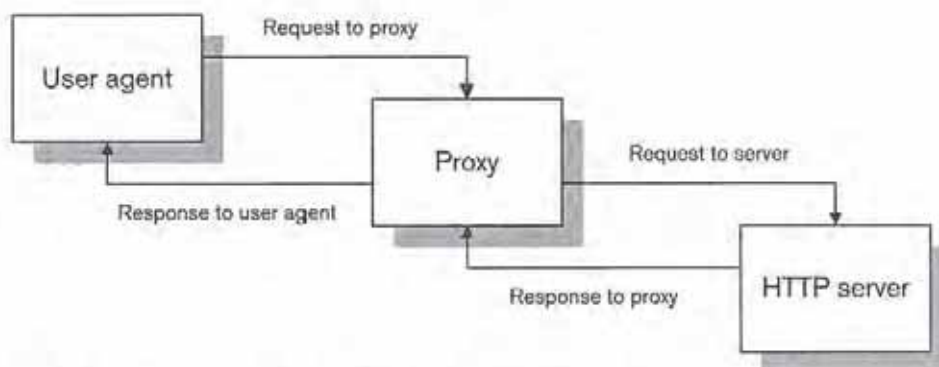 Request to proxy
User agent
Proxy
Request to server
Response to user agent
HTTP server
Response to proxy